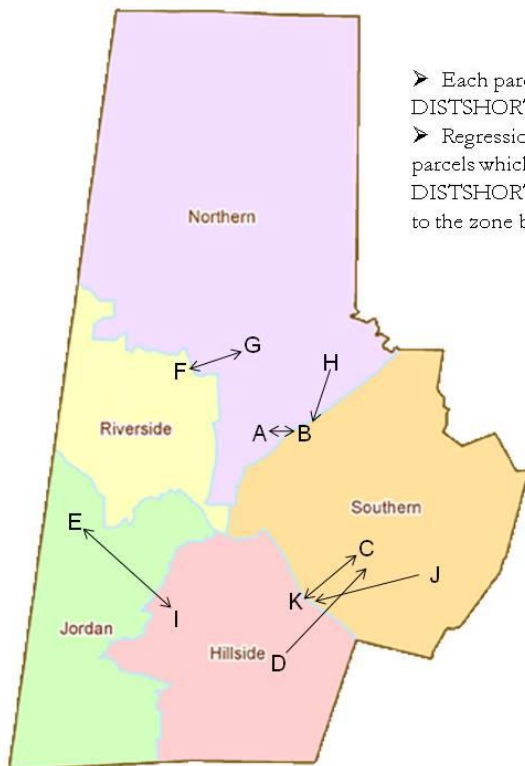 ➤ Each parc
DISTSHORT
➤ Regressio
parcels which
DISTSHORT
to the zone b
Northern
G
F
H
Riverside
A
B
E
Southern
C
J
K
I
Jordan
Hillside
D